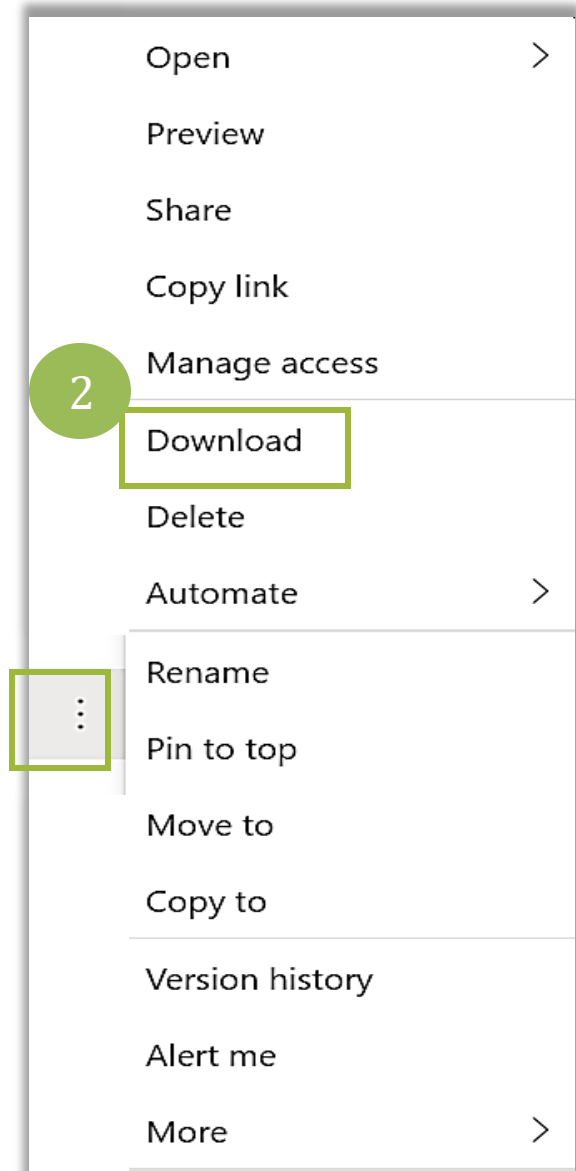 Open
Preview
Share
Copy link
Manage access
2
Download
Delete
Automate
Rename
Pin to top
Move to
Copy to
Version history
Alert me
More